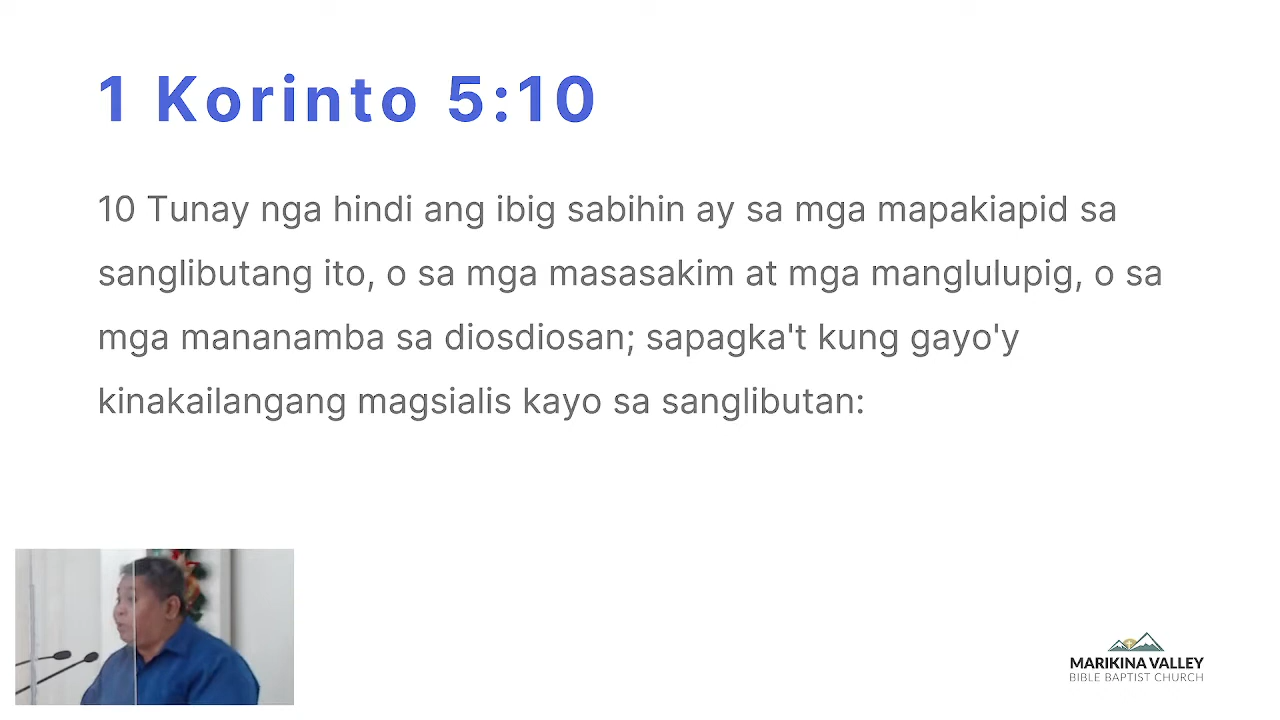 1 Korinto 5:10
10 Tunay nga hindi ang ibig sabihin ay sa mga mapakiapid sa
sanglibutang ito, o sa mga masasakim at mga manglulupig, o sa
mga mananamba sa diosdiosan; sapagka't kung gayo'y
kinakailangang magsialis kayo sa sanglibutan:
MARIKINA VALLEY
BIBLE BAPTIST CHURCH